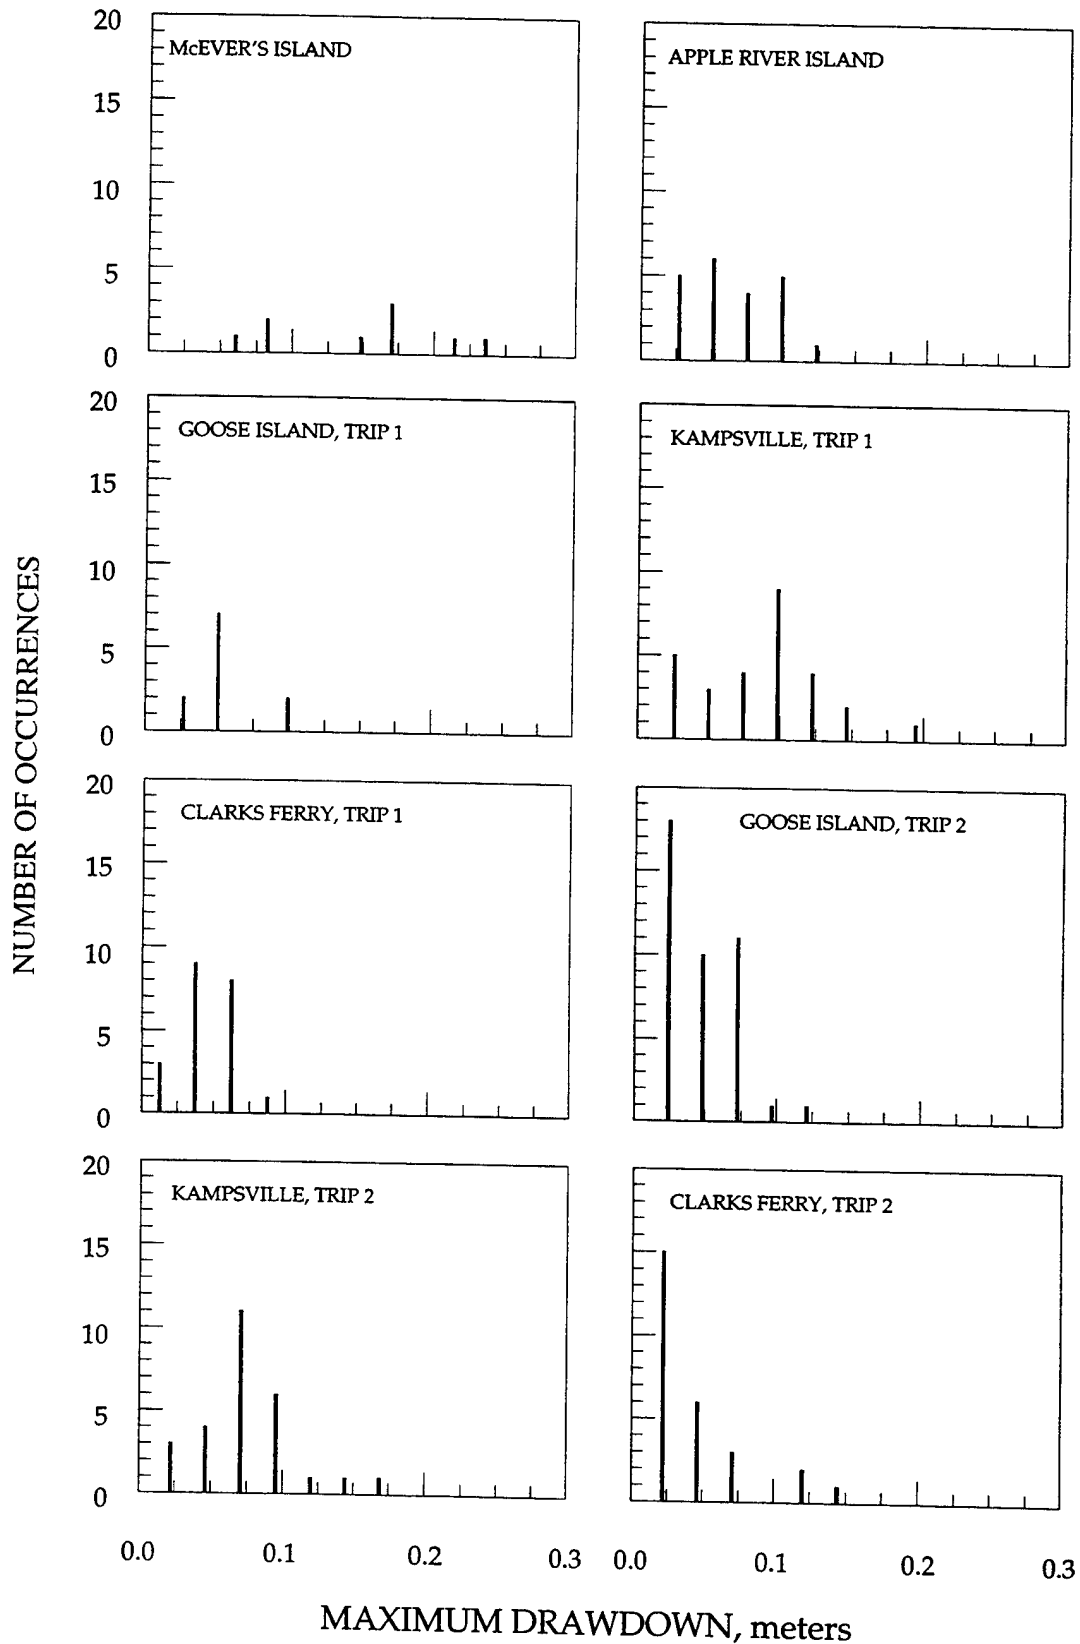 20
15
10
5
0
McEVER'S ISLAND
APPLE RIVER ISLAND
20
15
10
5
0
GOOSE ISLAND, TRIP 1
KAMPSVILLE, TRIP 1
20
15
10
5
0
CLARKS FERRY, TRIP 1
GOOSE ISLAND, TRIP 2
20
15
10
5
0
KAMPSVILLE, TRIP 2
CLARKS FERRY, TRIP 2
NUMBER OF OCCURRENCES
0.0 0.1 0.2 0.3 0.0 0.1 0.2 0.3
MAXIMUM DRAWDOWN, meters